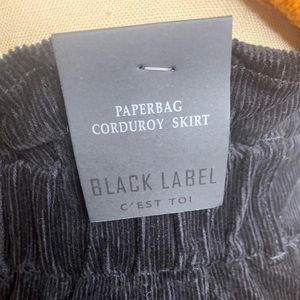 PAPERBAG
CORDUROY SKIRT
BLACK LABEL
C'EST TOI